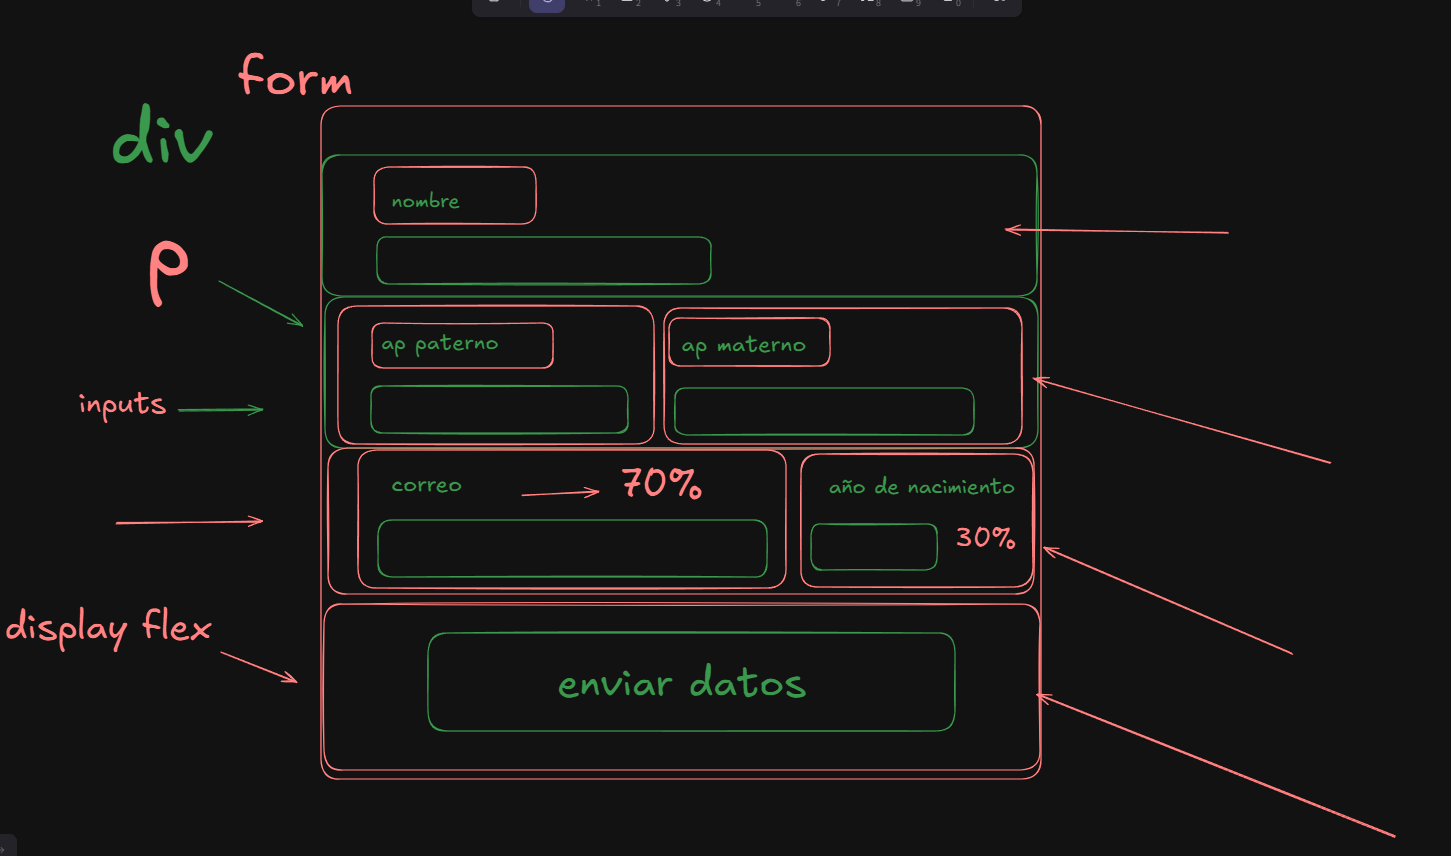 form
div
nombre
p
ap paterno
ap materno
inputs
correo
70%
año de nacimiento
30%
display flex
enviar datos